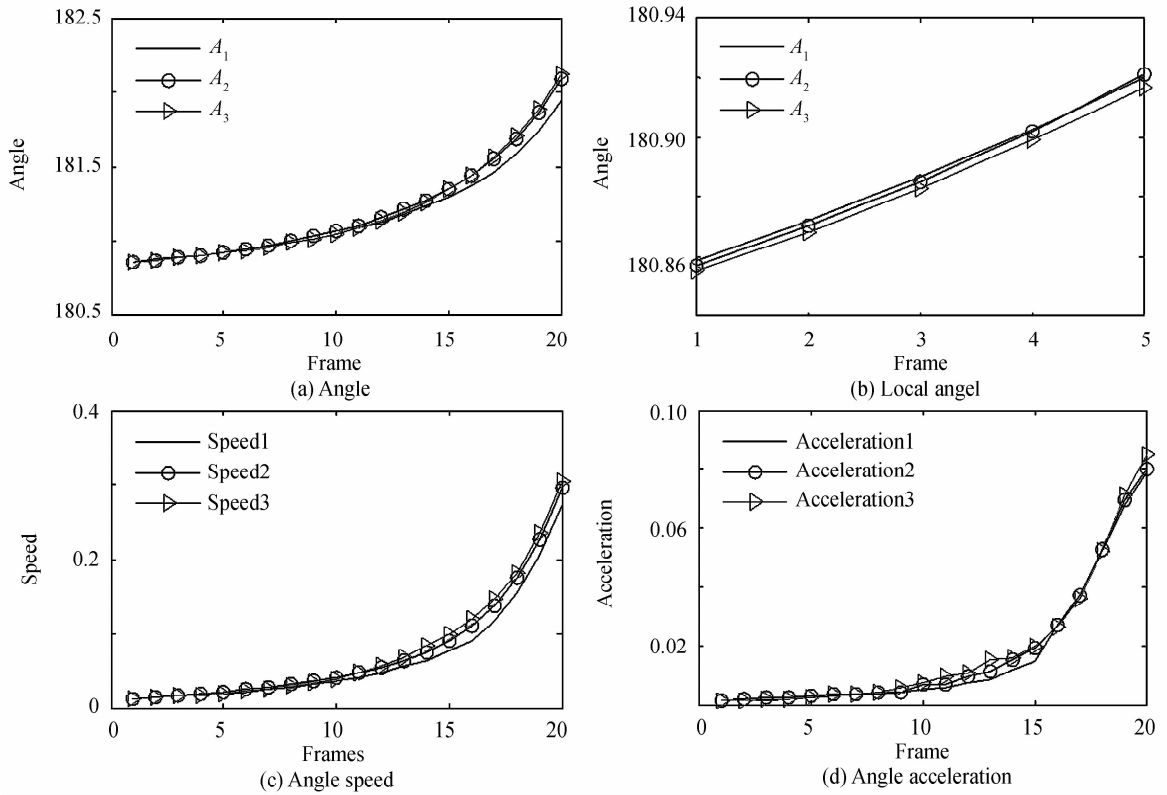 182.5
181.5
180.5
Angle
A1
A2
A3
0 5 10 15 20
Frame
(a) Angle
180.94
180.90
180.86
Angle
A1
A2
A3
1 2 3 4 5
Frame
(b) Local angel
0.4
0.2
0
Speed
Speed1
Speed2
Speed3
0 5 10 15 20
Frames
(c) Angle speed
0.10
0.06
0.02
Acceleration
Acceleration1
Acceleration2
Acceleration3
0 5 10 15 20
Frame
(d) Angle acceleration